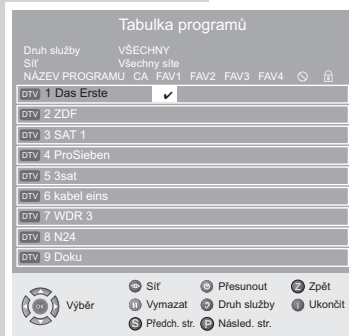 Tabulka programů
Druh služby VŠECHNY
Síť Všechny síte
NÁZEV PROGRAMU CA FAV1 FAV2 FAV3 FAV4
DTV 1 Das Erste
DTV 2 ZDF
DTV 3 SAT 1
DTV 4 ProSieben
DTV 5 3sat
DTV 6 kabel eins
DTV 7 WDR 3
DTV 8 N24
DTV 9 Doku
Síť Přesunout Z Zpět
OK Výběr Vymazat Druh služby i Ukončit
S Předch. str. P Násled. str.